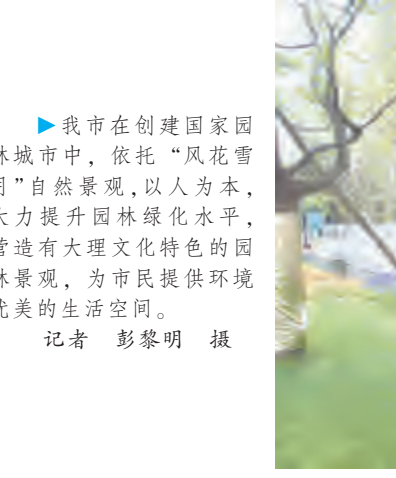 ▶我市在创建国家园
林城市中，依托“风花雪
月”自然景观，以人为本，
大力提升园林绿化水平，
营造有大理文化特色的园
林景观，为市民提供环境
优美的生活空间。
记者 彭黎明 摄